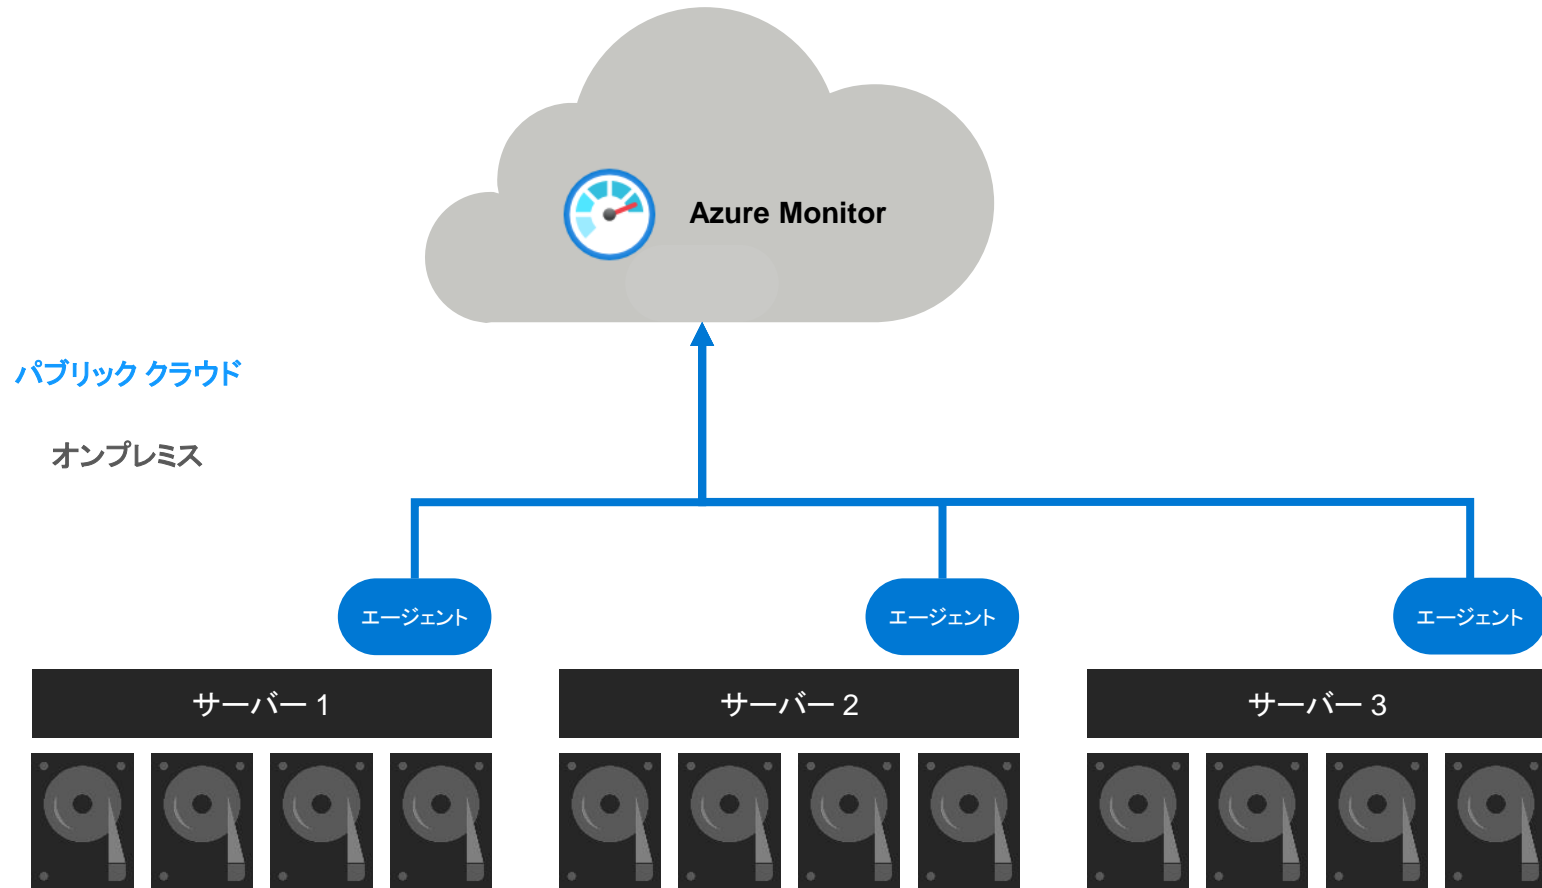 Azure Monitor
パブリック クラウド
オンプレミス
エージェント
エージェント
エージェント
サーバー 1
サーバー 2
サーバー 3